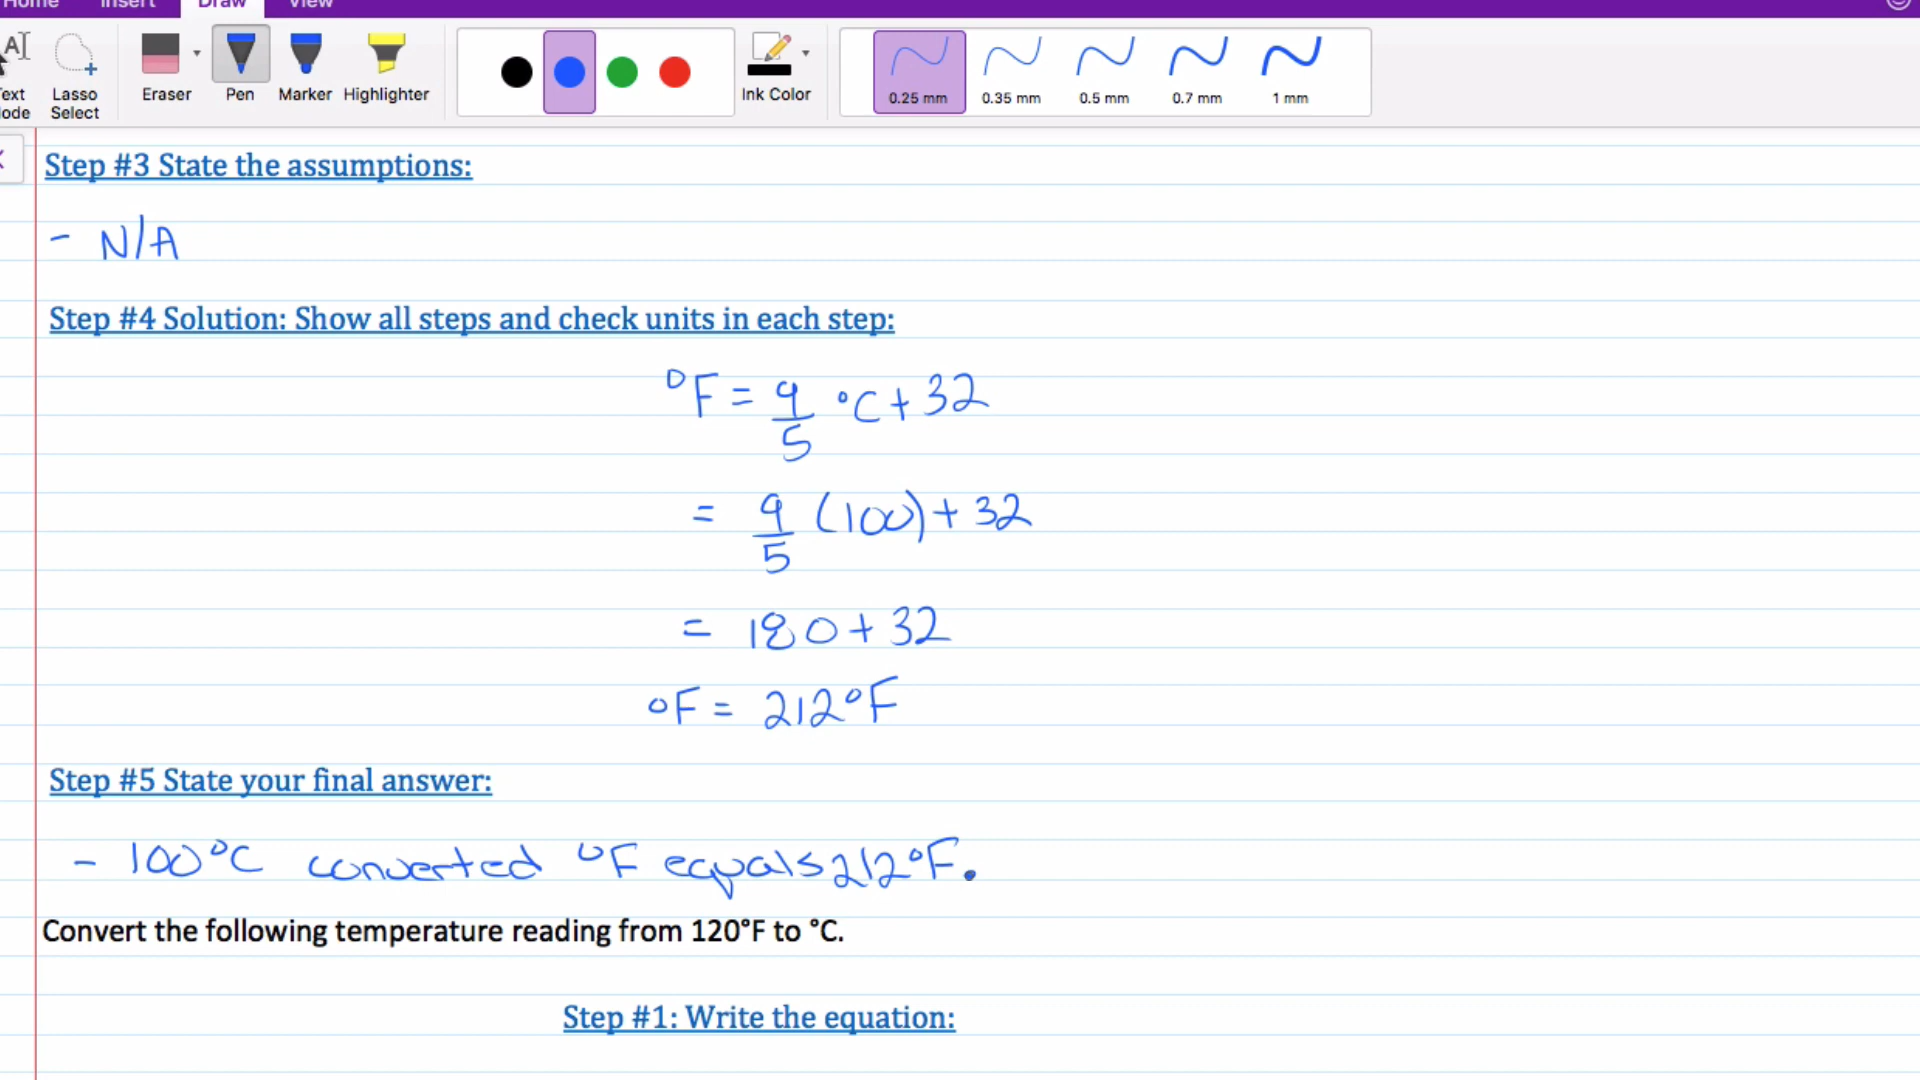 Home Insert Draw View
Text Mode
Lasso Select
Eraser
Pen
Marker
Highlighter
Ink Color
0.25 mm
0.35 mm
0.5 mm
0.7 mm
1 mm
Step #3 State the assumptions:
- N/A
Step #4 Solution: Show all steps and check units in each step:
°F = 9/5 °C + 32
= 9/5 (100) + 32
= 180 + 32
°F = 212°F
Step #5 State your final answer:
- 100°C converted °F equals 212°F.
Convert the following temperature reading from 120°F to °C.
Step #1: Write the equation: